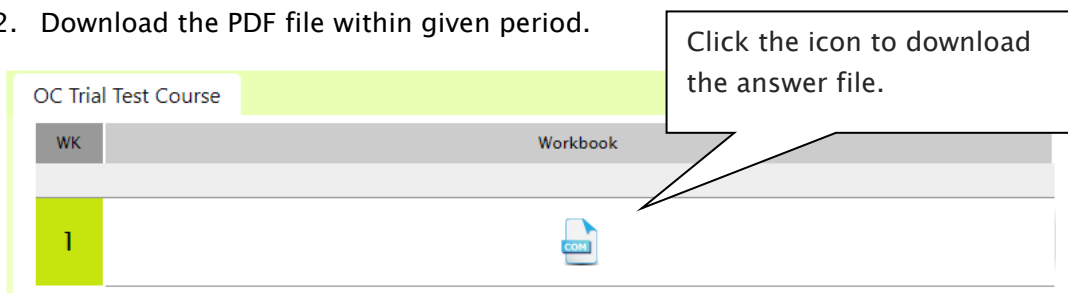 2. Download the PDF file within given period.
Click the icon to download
the answer file.
OC Trial Test Course
WK Workbook
1
COM